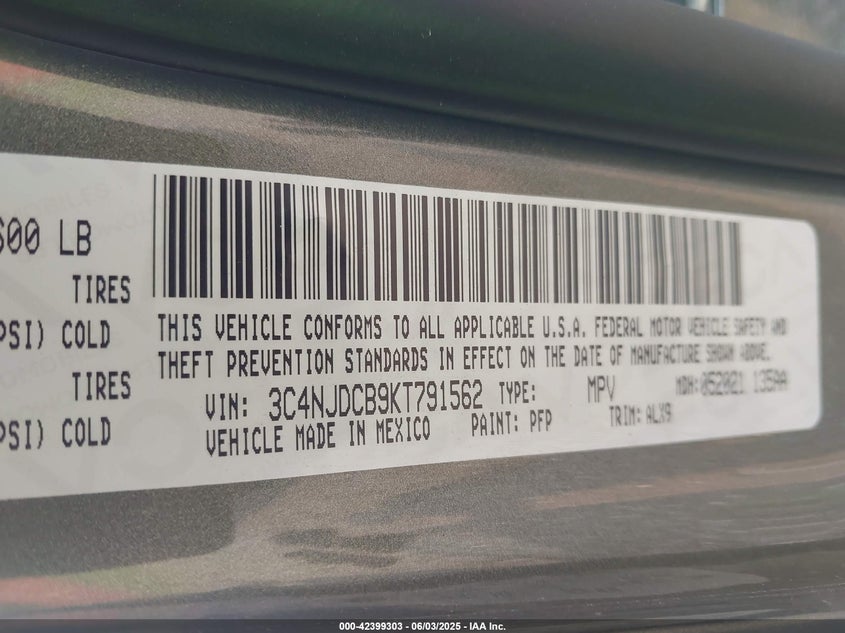 600 LB
TIRES
PSI) COLD
TIRES
PSI) COLD
THIS VEHICLE CONFORMS TO ALL APPLICABLE U.S.A. FEDERAL MOTOR VEHICLE SAFETY AND
THEFT PREVENTION STANDARDS IN EFFECT ON THE DATE OF MANUFACTURE SHOWN ABOVE.
VIN: 3C4NJDCB9KT791562 TYPE: MPV MDH: 052021 135AA
VEHICLE MADE IN MEXICO PAINT: PFP TRIM: ALX9
000-42399303 - 06/03/2025 - IAA Inc.